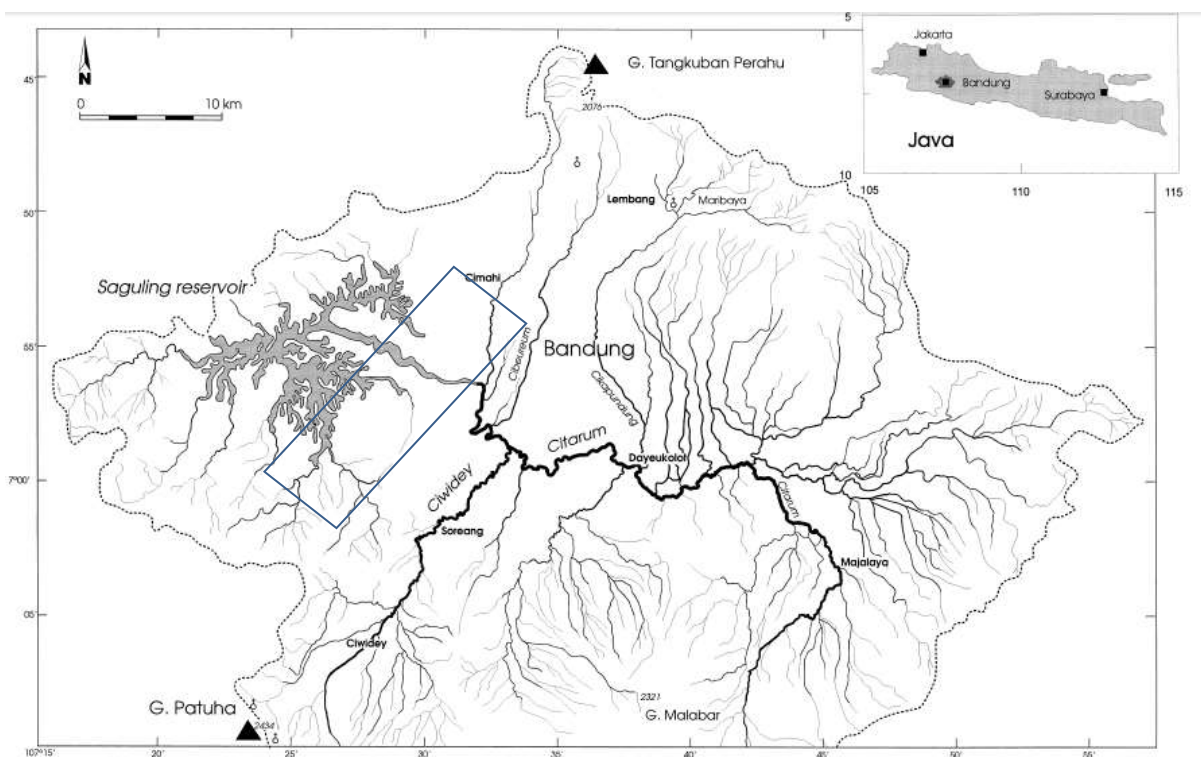 5
Jakarta
Bandung
Surabaya
Java
10
105
110
115
N
0
10 km
45'
G. Tangkuban Perahu
2076
50'
Lembang
Maribaya
Cimahi
Saguling reservoir
55'
Cibeureum
Bandung
Cikapundung
Citarum
Dayeukolot
7°00'
Ciwidey
Citarum
Soreang
Majalaya
05'
Ciwidey
2321
G. Patuha
2434
G. Malabar
107°15'
20'
25'
30'
35'
40'
45'
50'
55'